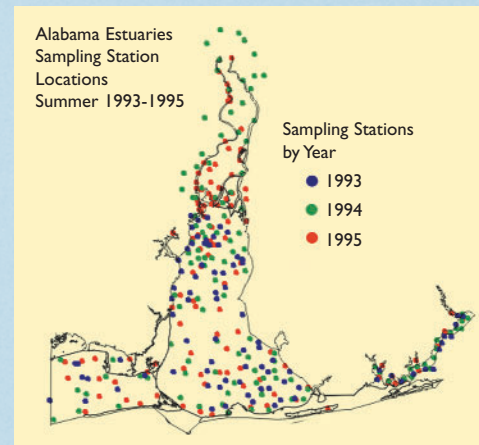 Alabama Estuaries
Sampling Station
Locations
Summer 1993-1995
Sampling Stations
by Year
1993
1994
1995